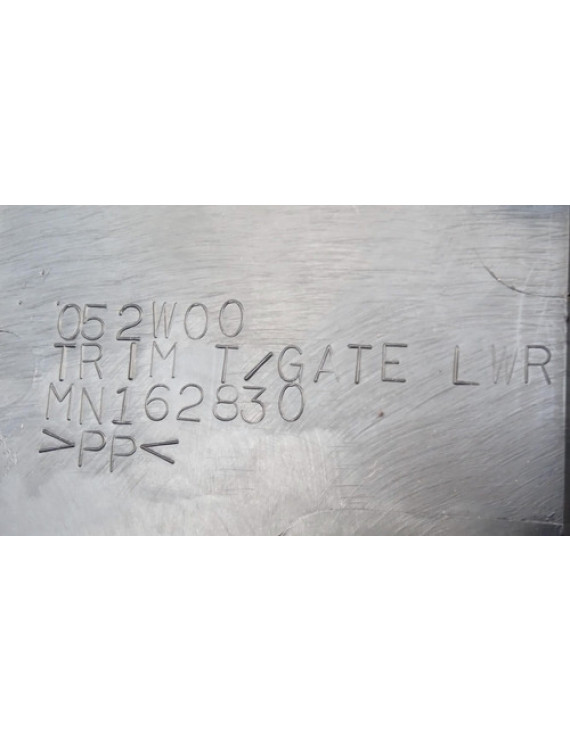 052W00
TRIM T/GATE LWR
MN162830
>PP<